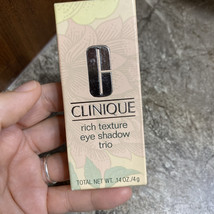 CLINIQUE
rich texture
eye shadow
trio
TOTAL NET WT. .14 OZ./4g